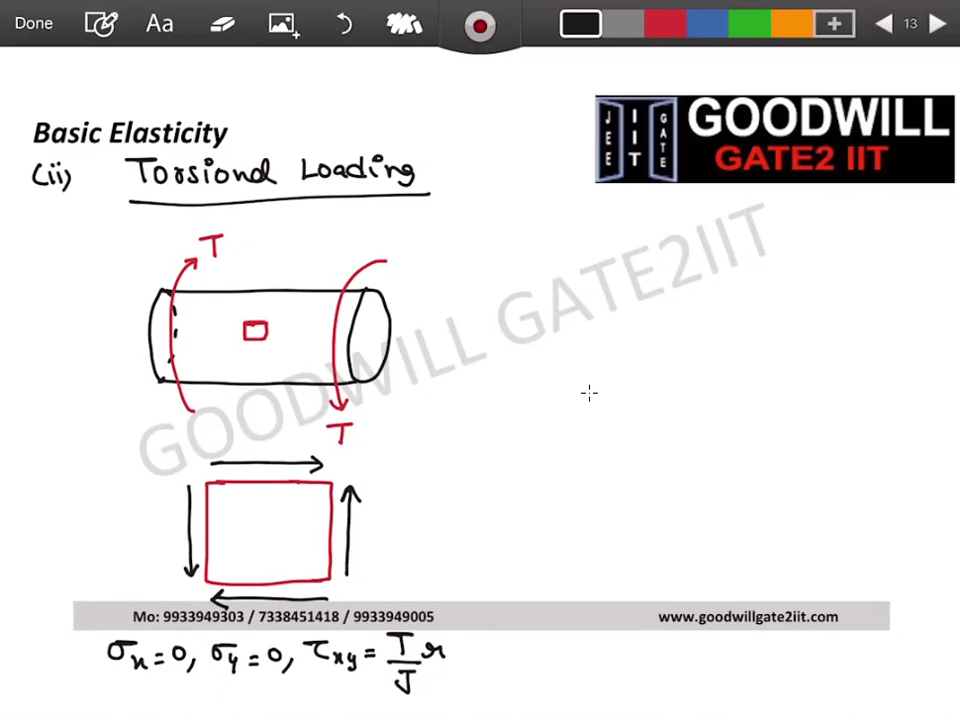 Done
Aa
13
Basic Elasticity
(ii) Torsional Loading
JEE
IIT
GATE
GOODWILL
GATE2 IIT
T
T
GOODWILL GATE2IIT
Mo: 9933949303 / 7338451418 / 9933949005
www.goodwillgate2iit.com
σx = 0, σy = 0, τxy = T/J r